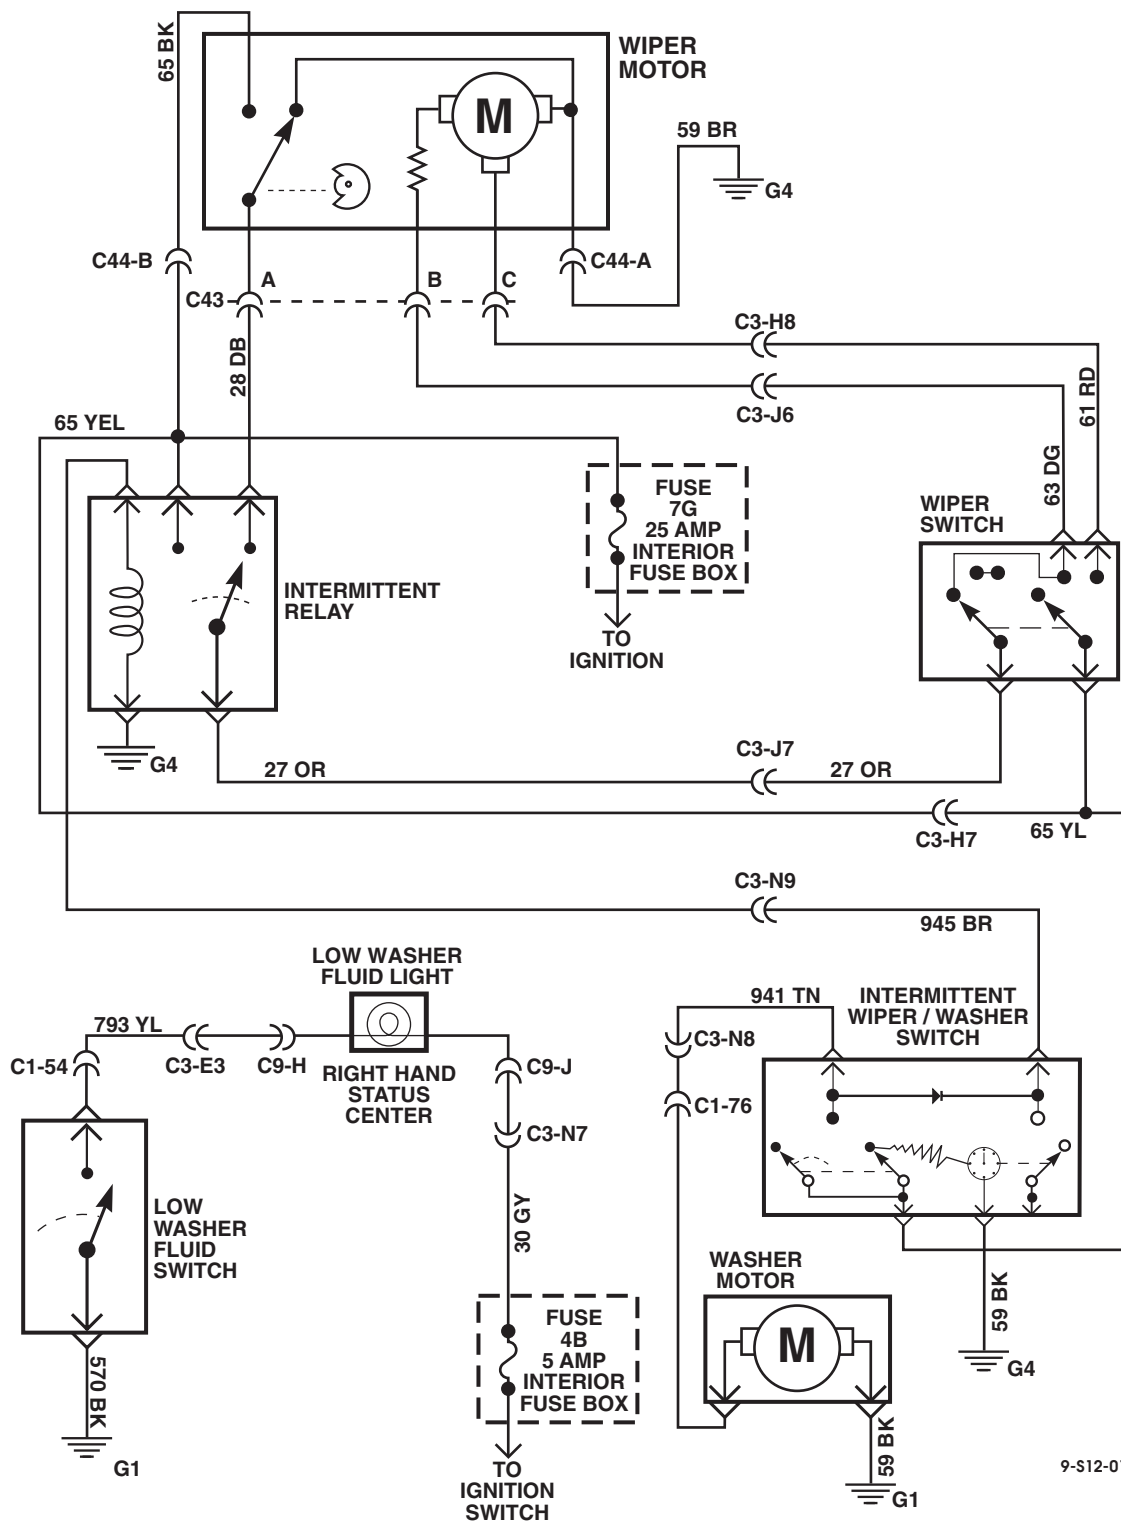 65 BK
WIPER
MOTOR
M
59 BR
G4
C44-B
C44-A
A
B
C
C43
28 DB
C3-H8
C3-J6
61 RD
63 DG
65 YEL
FUSE
7G
25 AMP
INTERIOR
FUSE BOX
TO
IGNITION
WIPER
SWITCH
INTERMITTENT
RELAY
G4
27 OR
C3-J7
27 OR
C3-H7
65 YL
C3-N9
945 BR
LOW WASHER
FLUID LIGHT
793 YL
C1-54
C3-E3
C9-H
RIGHT HAND
STATUS
CENTER
C9-J
C3-N7
30 GY
941 TN
C3-N8
C1-76
INTERMITTENT
WIPER / WASHER
SWITCH
LOW
WASHER
FLUID
SWITCH
570 BK
G1
FUSE
4B
5 AMP
INTERIOR
FUSE BOX
TO
IGNITION
SWITCH
WASHER
MOTOR
M
59 BK
G4
59 BK
G1